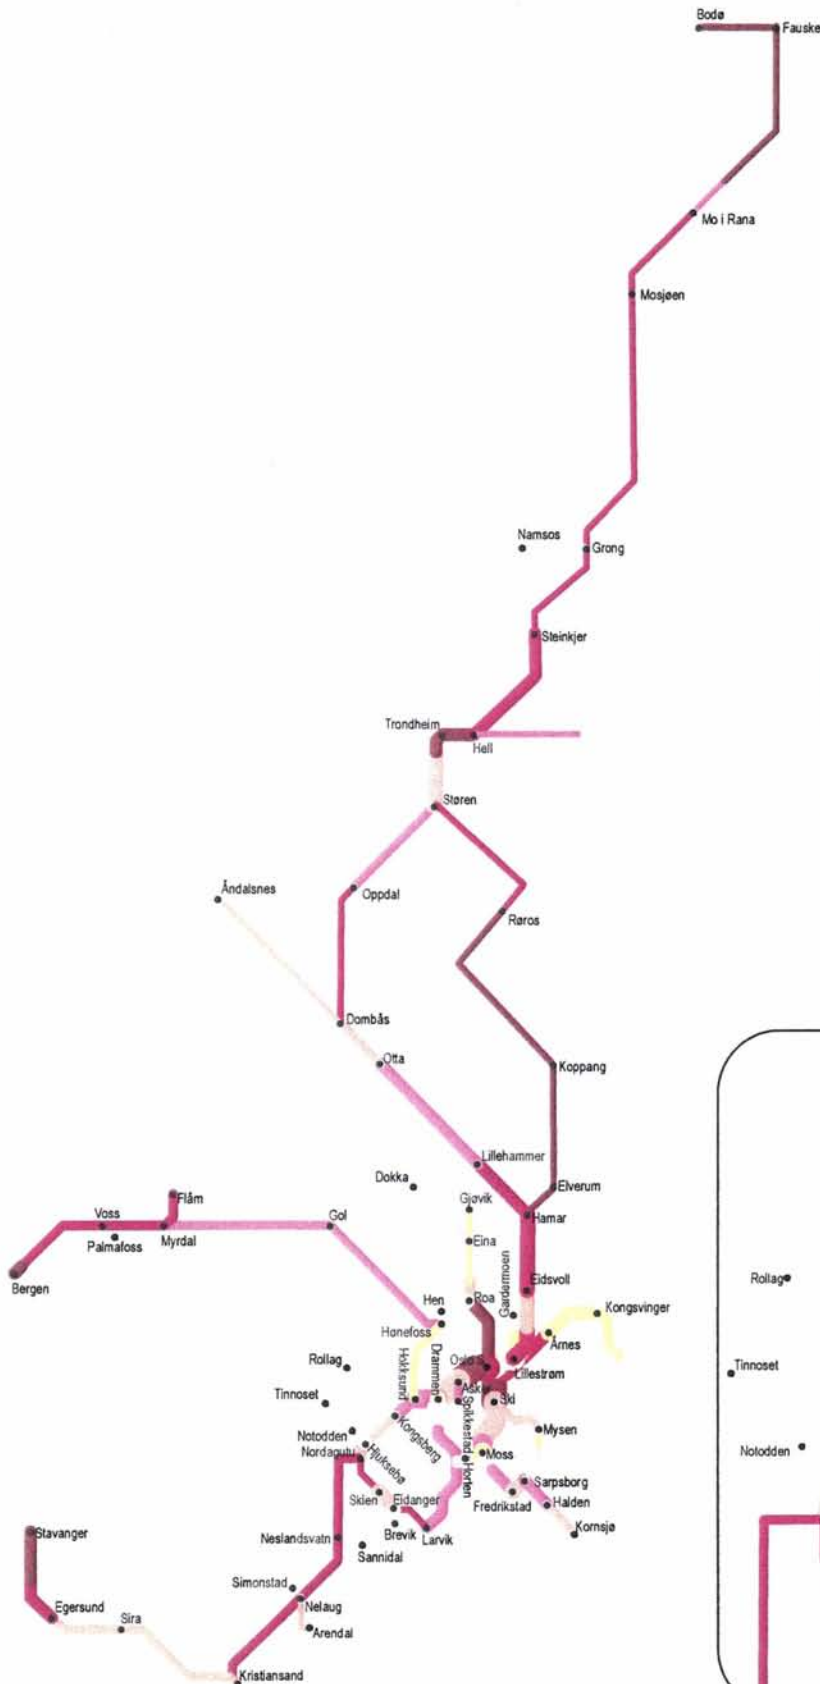 Bodø
Fauske
Mo i Rana
Mosjøen
Namsos
Grong
Steinkjer
Trondheim
Hell
Støren
Oppdal
Åndalsnes
Røros
Dombås
Otta
Koppang
Lillehammer
Dokka
Elverum
Gjøvik
Flåm
Voss
Gol
Hamar
Palmafoss
Myrdal
Eina
Bergen
Gardermoen
Eidsvoll
Roa
Hen
Kongsvinger
Rollag
Hønefoss
Årnes
Drammen
Oslo S
Rollag
Hokksund
Lillestrøm
Tinnoset
Asker
Tinnoset
Spikkestad
Ski
Kongsberg
Mysen
Notodden
Notodden
Hjuksebø
Nordagutu
Moss
Horten
Sarpsborg
Skien
Eidanger
Fredrikstad
Halden
Stavanger
Brevik
Larvik
Kornsjø
Neslandsvatn
Sannidal
Simonstad
Nelaug
Egersund
Sira
Arendal
Kristiansand